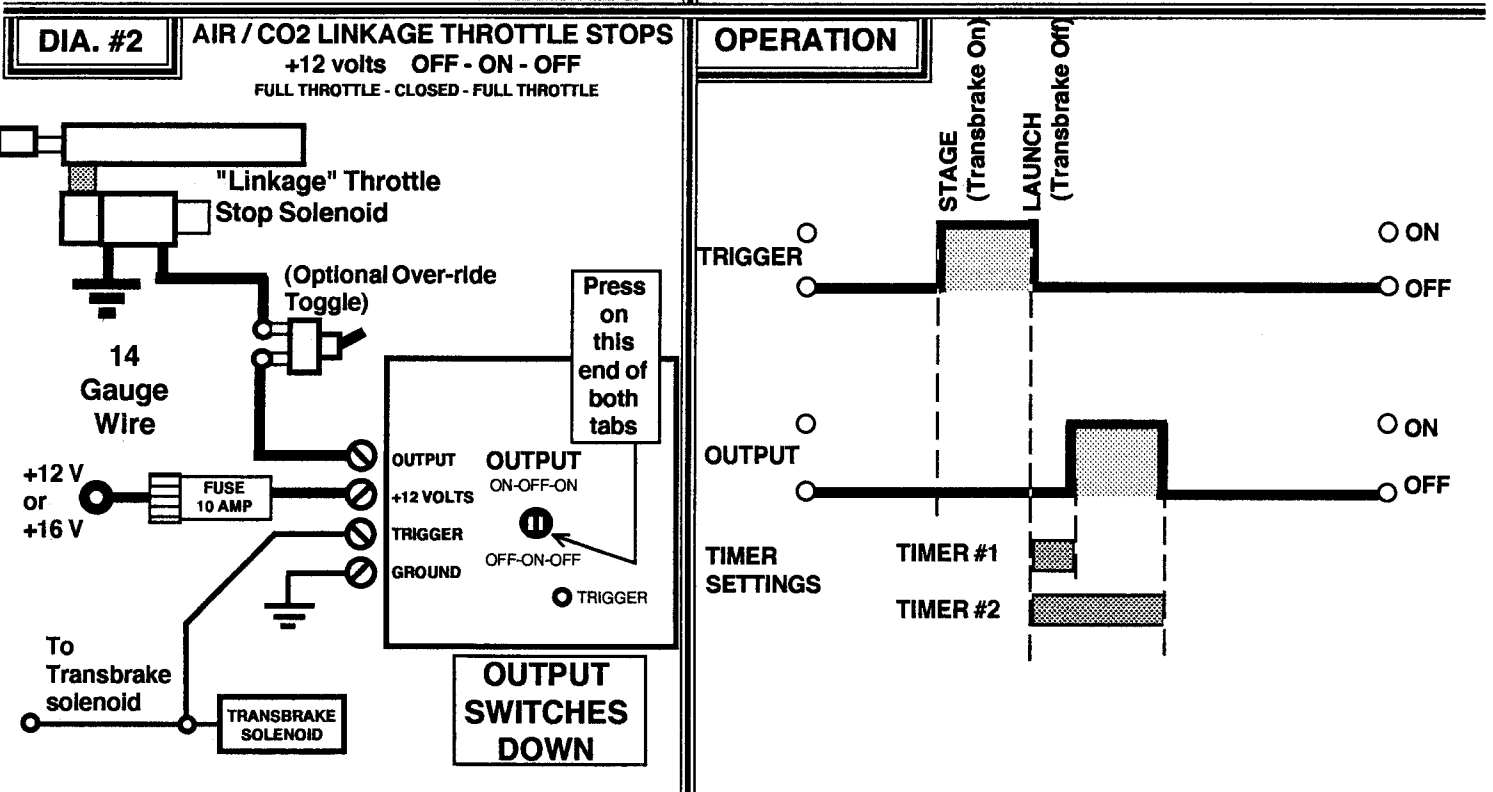 DIA. #2
AIR / CO2 LINKAGE THROTTLE STOPS
+12 volts OFF - ON - OFF
FULL THROTTLE - CLOSED - FULL THROTTLE
"Linkage" Throttle
Stop Solenoid
(Optional Over-ride
Toggle)
Press
on
this
end of
both
tabs
14
Gauge
Wire
+12 V
or
+16 V
FUSE
10 AMP
OUTPUT
+12 VOLTS
TRIGGER
GROUND
OUTPUT
ON-OFF-ON
OFF-ON-OFF
TRIGGER
To
Transbrake
solenoid
TRANSBRAKE
SOLENOID
OUTPUT
SWITCHES
DOWN
OPERATION
STAGE
(Transbrake On)
LAUNCH
(Transbrake Off)
TRIGGER
ON
OFF
OUTPUT
ON
OFF
TIMER
SETTINGS
TIMER #1
TIMER #2